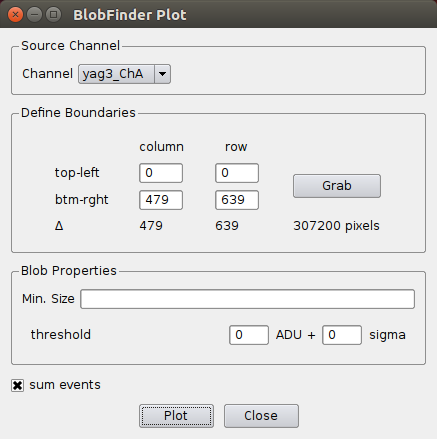 BlobFinder Plot
Source Channel
Channel yag3_ChA
Define Boundaries
column row
top-left 0 0
Grab
btm-rght 479 639
Δ 479 639 307200 pixels
Blob Properties
Min. Size
threshold 0 ADU + 0 sigma
sum events
Plot Close